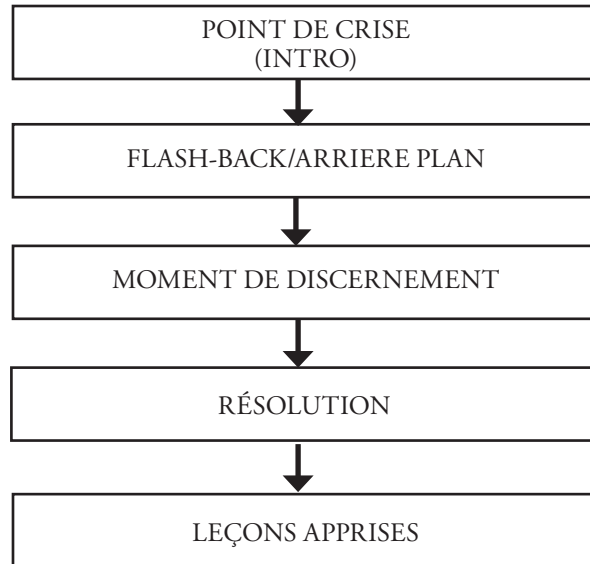 POINT DE CRISE
(INTRO)
FLASH-BACK/ARRIERE PLAN
MOMENT DE DISCERNEMENT
RÉSOLUTION
LEÇONS APPRISES